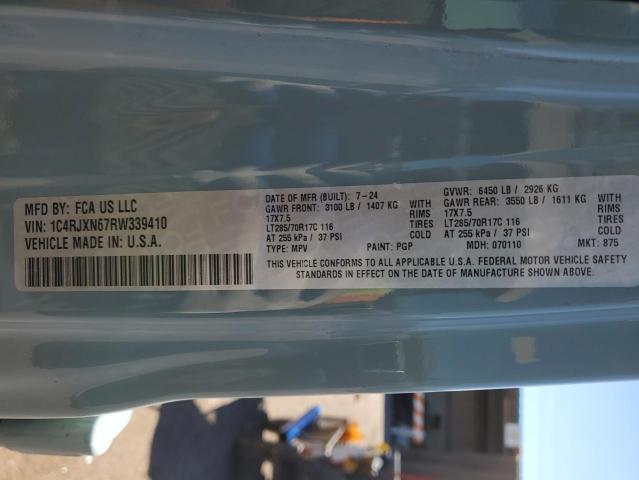 MFD BY: FCA US LLC
VIN: 1C4RJXN67RW339410
VEHICLE MADE IN: U.S.A.
DATE OF MFR (BUILT): 7-24 GVWR: 6450 LB / 2926 KG
GAWR FRONT: 3100 LB / 1407 KG WITH GAWR REAR: 3550 LB / 1611 KG WITH
17X7.5 RIMS 17X7.5 RIMS
LT285/70R17C 116 TIRES LT285/70R17C 116 TIRES
AT 255 kPa / 37 PSI COLD AT 255 kPa / 37 PSI COLD
TYPE: MPV PAINT: PGP MDH: 070110 MKT: 875
THIS VEHICLE CONFORMS TO ALL APPLICABLE U.S.A. FEDERAL MOTOR VEHICLE SAFETY
STANDARDS IN EFFECT ON THE DATE OF MANUFACTURE SHOWN ABOVE.